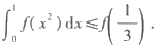 ∫₀¹ f(x²)dx≤f(1/3).